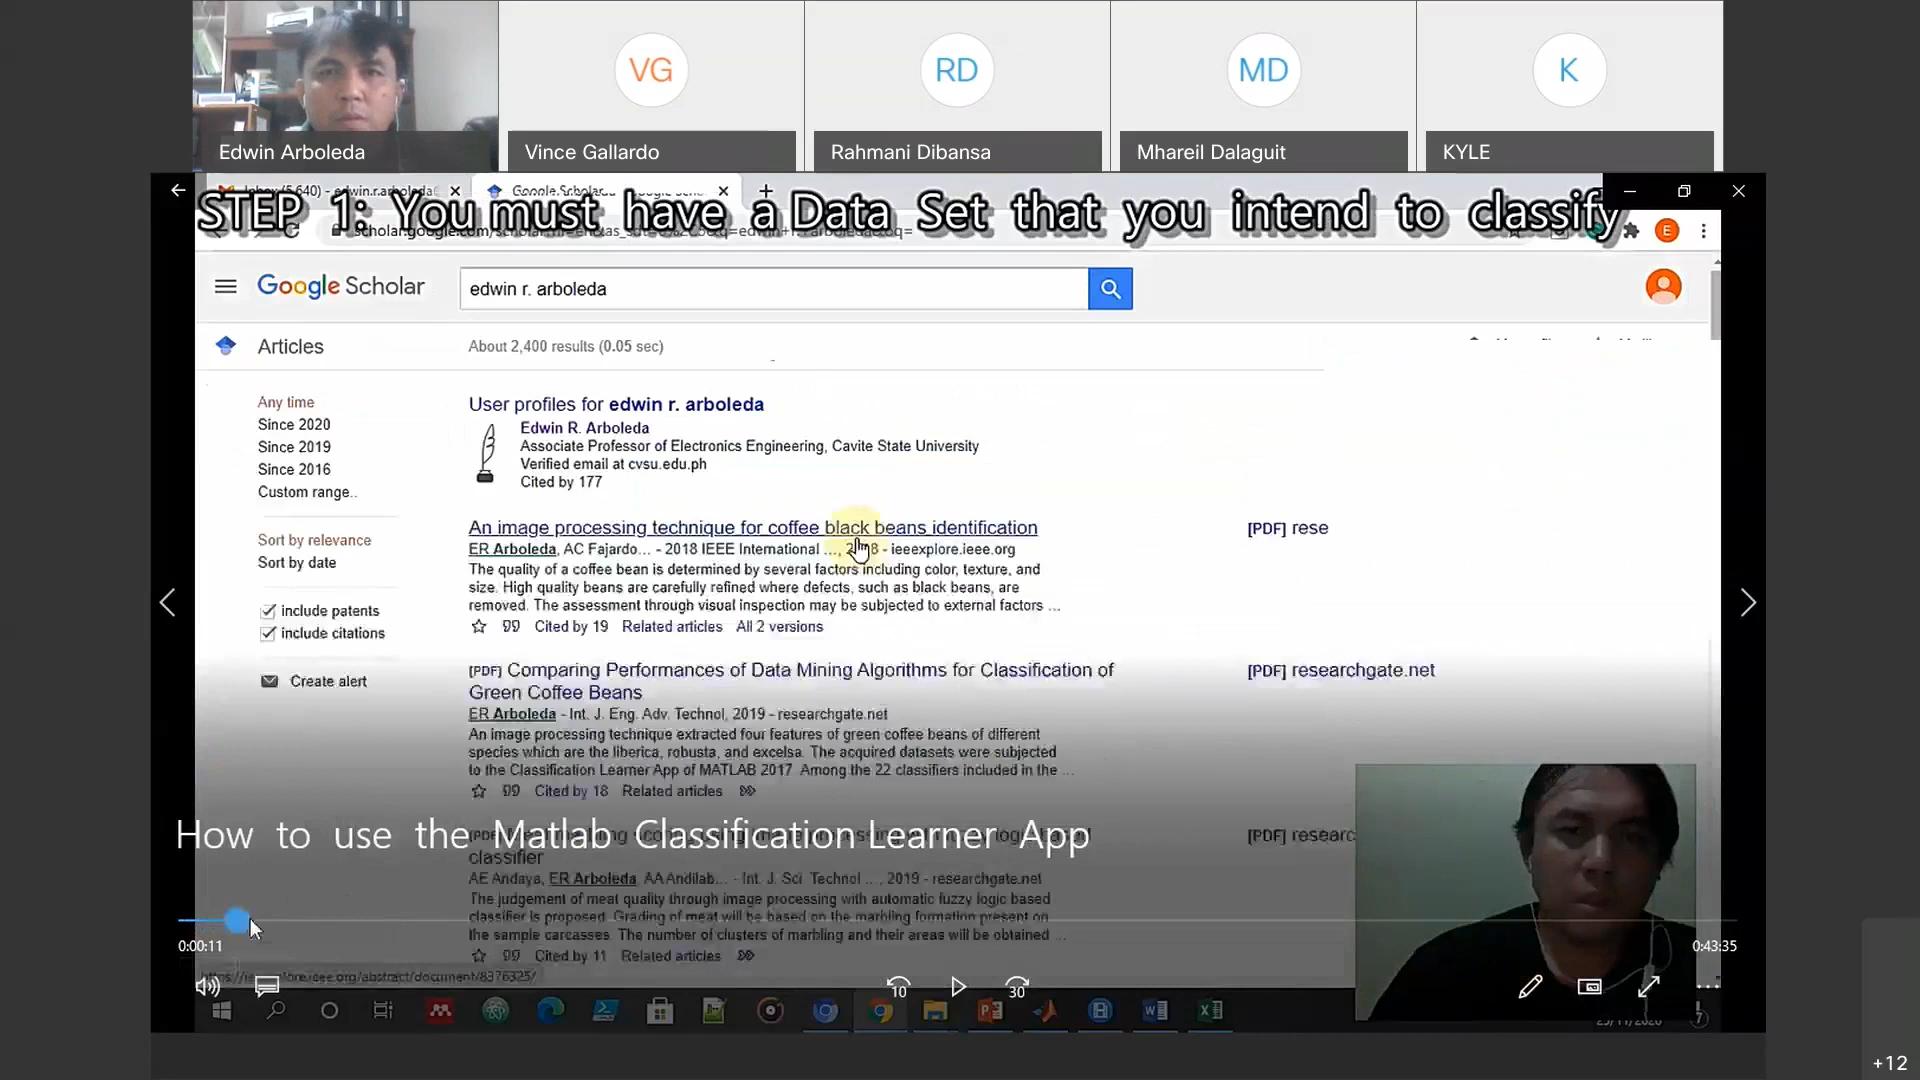 VG
RD
MD
K
Edwin Arboleda
Vince Gallardo
Rahmani Dibansa
Mhareil Dalaguit
KYLE
STEP 1: You must have a Data Set that you intend to classify
E
Google Scholar
edwin r. arboleda
Articles
About 2,400 results (0.05 sec)
Any time
Since 2020
Since 2019
Since 2016
Custom range..
Sort by relevance
Sort by date
include patents
include citations
Create alert
User profiles for edwin r. arboleda
Edwin R. Arboleda
Associate Professor of Electronics Engineering, Cavite State University
Verified email at cvsu.edu.ph
Cited by 177
An image processing technique for coffee black beans identification
[PDF] rese
ER Arboleda, AC Fajardo... - 2018 IEEE International ..., - ieeexplore.ieee.org
The quality of a coffee bean is determined by several factors including color, texture, and
size. High quality beans are carefully refined where defects, such as black beans, are
removed. The assessment through visual inspection may be subjected to external factors ...
Cited by 19 Related articles All 2 versions
[PDF] Comparing Performances of Data Mining Algorithms for Classification of
Green Coffee Beans
[PDF] researchgate.net
ER Arboleda - Int. J. Eng. Adv. Technol, 2019 - researchgate.net
An image processing technique extracted four features of green coffee beans of different
species which are the liberica, robusta, and excelsa. The acquired datasets were subjected
to the Classification Learner App of MATLAB 2017 Among the 22 classifiers included in the ...
Cited by 18 Related articles
How to use the Matlab Classification Learner App
[PDF] researc
classifier
AE Andaya, ER Arboleda, AA Andilab... - Int. J. Sci. Technol ..., 2019 - researchgate.net
The judgement of meat quality through image processing with automatic fuzzy logic based
classifier is proposed. Grading of meat will be based on the marbling formation present on
the sample carcasses. The number of clusters of marbling and their areas will be obtained ...
Cited by 11 Related articles
0:00:11
0:43:35
10
30
+12